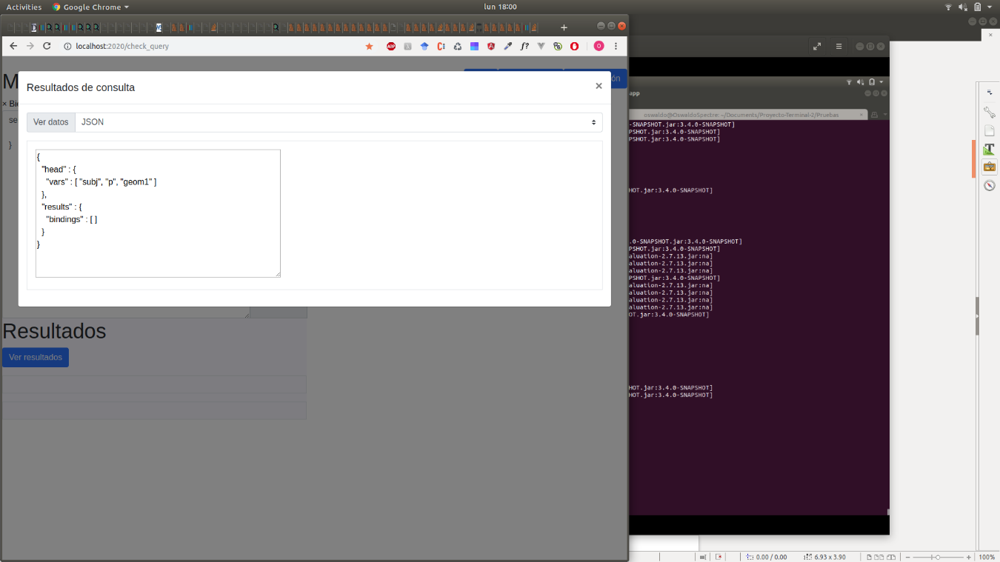 Activities
Google Chrome
lun 18:00
localhost:2020/check_query
ABP
f?
O
M
ón
Resultados de consulta
×
× Bie
se
}
Ver datos
JSON
{
"head" : {
"vars" : [ "subj", "p", "geom1" ]
},
"results" : {
"bindings" : [ ]
}
}
Resultados
Ver resultados
app
oswaldo@OswaldoSpectre: ~/Documents/Proyecto-Terminal-2/Pruebas
-SNAPSHOT.jar:3.4.0-SNAPSHOT]
PSHOT.jar:3.4.0-SNAPSHOT]
PSHOT.jar:3.4.0-SNAPSHOT]
HOT.jar:3.4.0-SNAPSHOT]
.0-SNAPSHOT.jar:3.4.0-SNAPSHOT]
PSHOT.jar:3.4.0-SNAPSHOT]
aluation-2.7.13.jar:na]
aluation-2.7.13.jar:na]
aluation-2.7.13.jar:na]
PSHOT.jar:3.4.0-SNAPSHOT]
aluation-2.7.13.jar:na]
aluation-2.7.13.jar:na]
aluation-2.7.13.jar:na]
aluation-2.7.13.jar:na]
OT.jar:3.4.0-SNAPSHOT]
HOT.jar:3.4.0-SNAPSHOT]
HOT.jar:3.4.0-SNAPSHOT]
0.00 / 0.00
6.93 x 3.90
100%